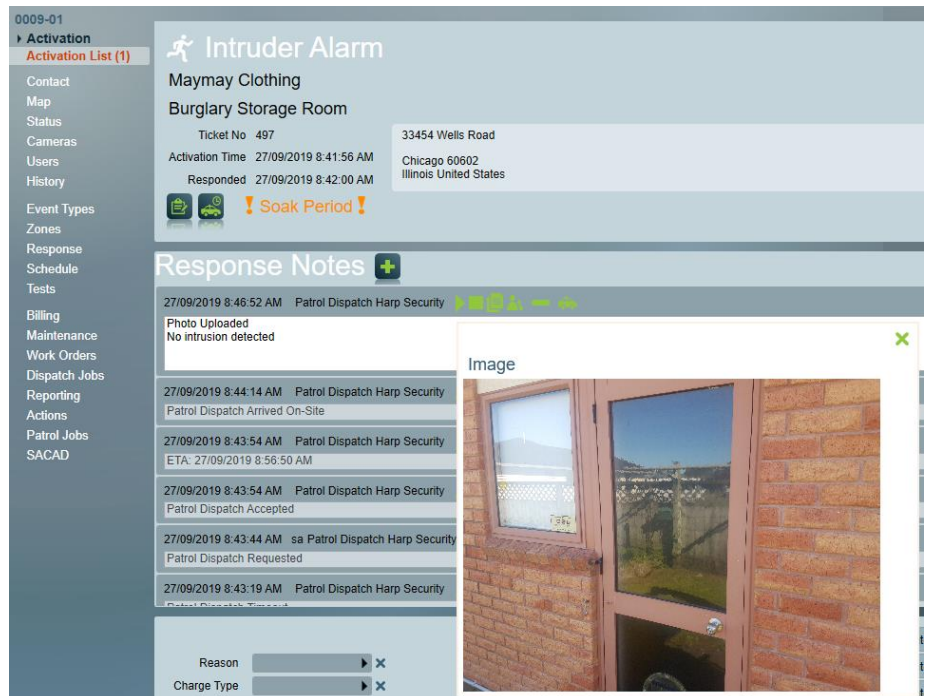 0009-01
Activation
Activation List (1)
Contact
Map
Status
Cameras
Users
History
Event Types
Zones
Response
Schedule
Tests
Billing
Maintenance
Work Orders
Dispatch Jobs
Reporting
Actions
Patrol Jobs
SACAD
Intruder Alarm
Maymay Clothing
Burglary Storage Room
Ticket No 497
Activation Time 27/09/2019 8:41:56 AM
Responded 27/09/2019 8:42:00 AM
33454 Wells Road
Chicago 60602
Illinois United States
! Soak Period !
Response Notes
27/09/2019 8:46:52 AM Patrol Dispatch Harp Security
Photo Uploaded
No intrusion detected
27/09/2019 8:44:14 AM Patrol Dispatch Harp Security
Patrol Dispatch Arrived On-Site
27/09/2019 8:43:54 AM Patrol Dispatch Harp Security
ETA: 27/09/2019 8:56:50 AM
27/09/2019 8:43:54 AM Patrol Dispatch Harp Security
Patrol Dispatch Accepted
27/09/2019 8:43:44 AM sa Patrol Dispatch Harp Security
Patrol Dispatch Requested
27/09/2019 8:43:19 AM Patrol Dispatch Harp Security
Patrol Dispatch Timeout
Image
Reason
Charge Type